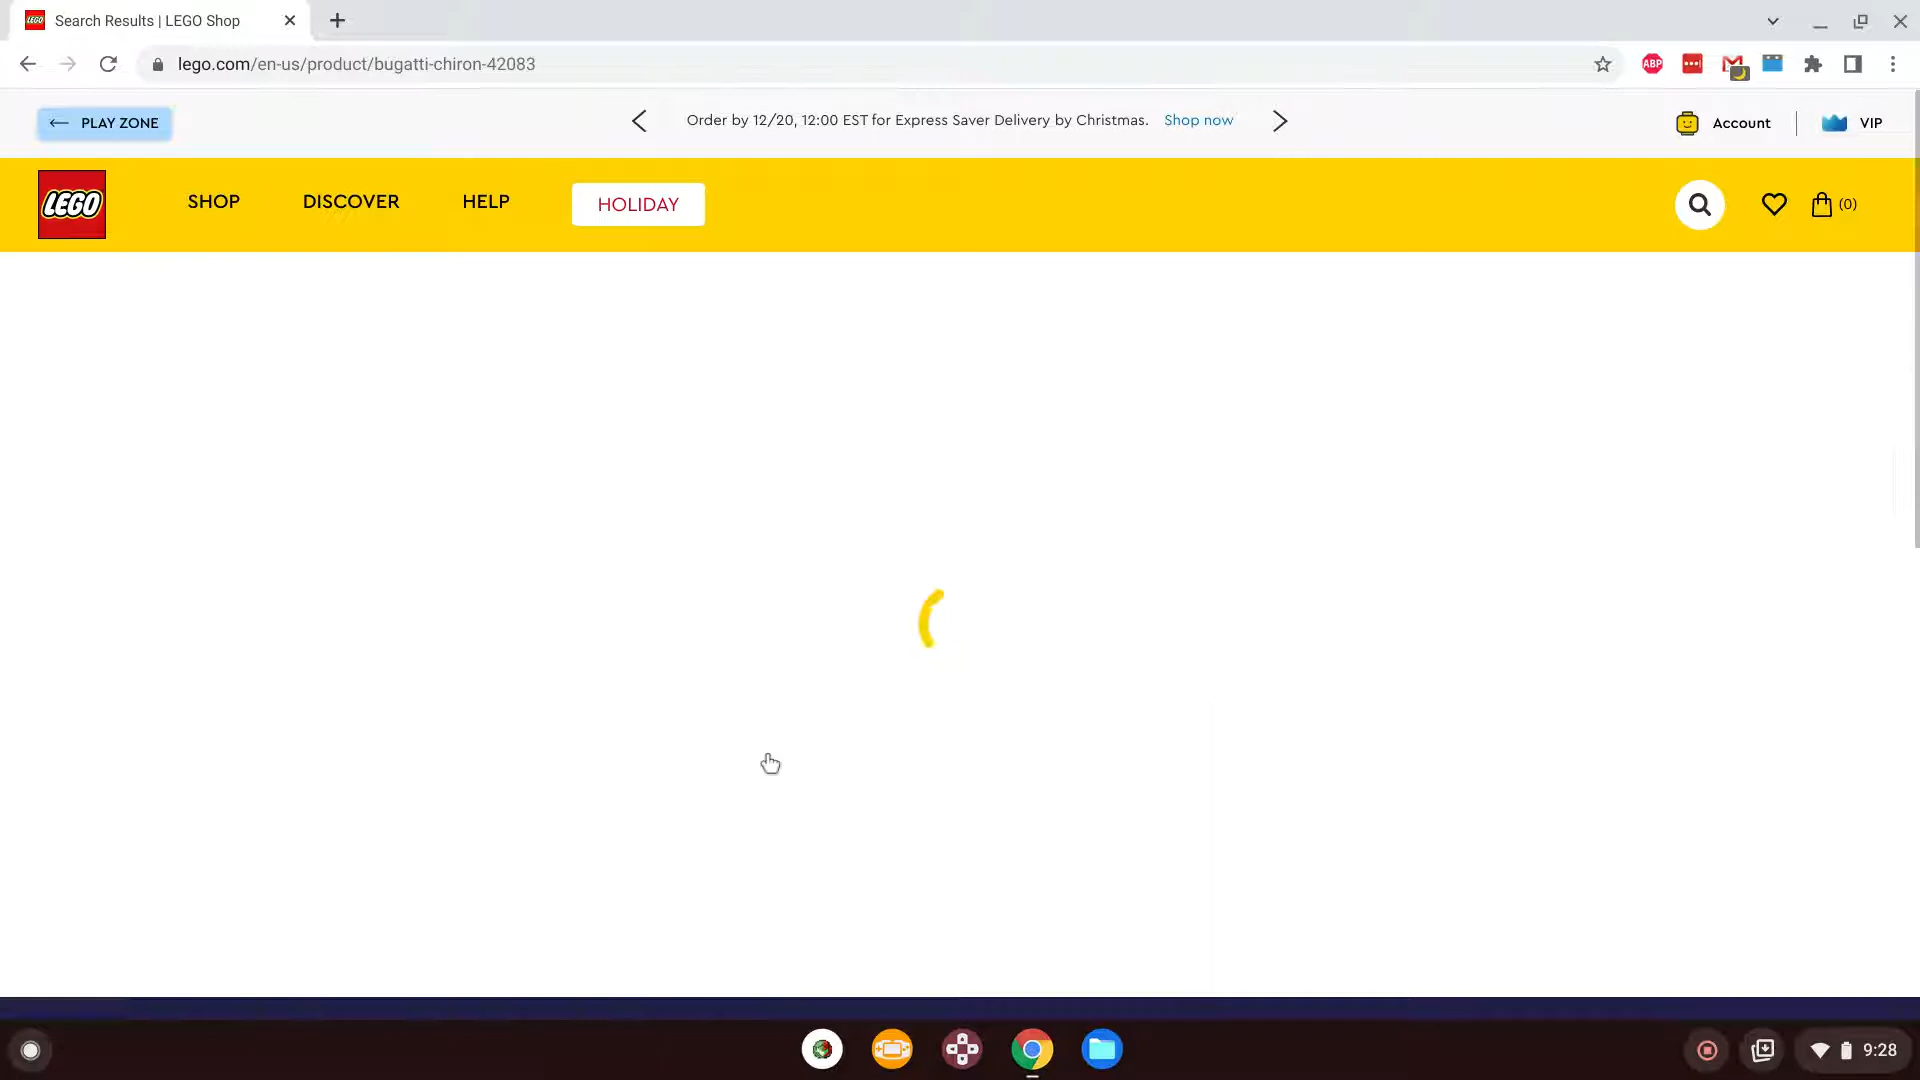 Search Results | LEGO Shop
lego.com/en-us/product/bugatti-chiron-42083
ABP
PLAY ZONE
Order by 12/20, 12:00 EST for Express Saver Delivery by Christmas. Shop now
Account
VIP
LEGO
SHOP
DISCOVER
HELP
HOLIDAY
(0)
9:28